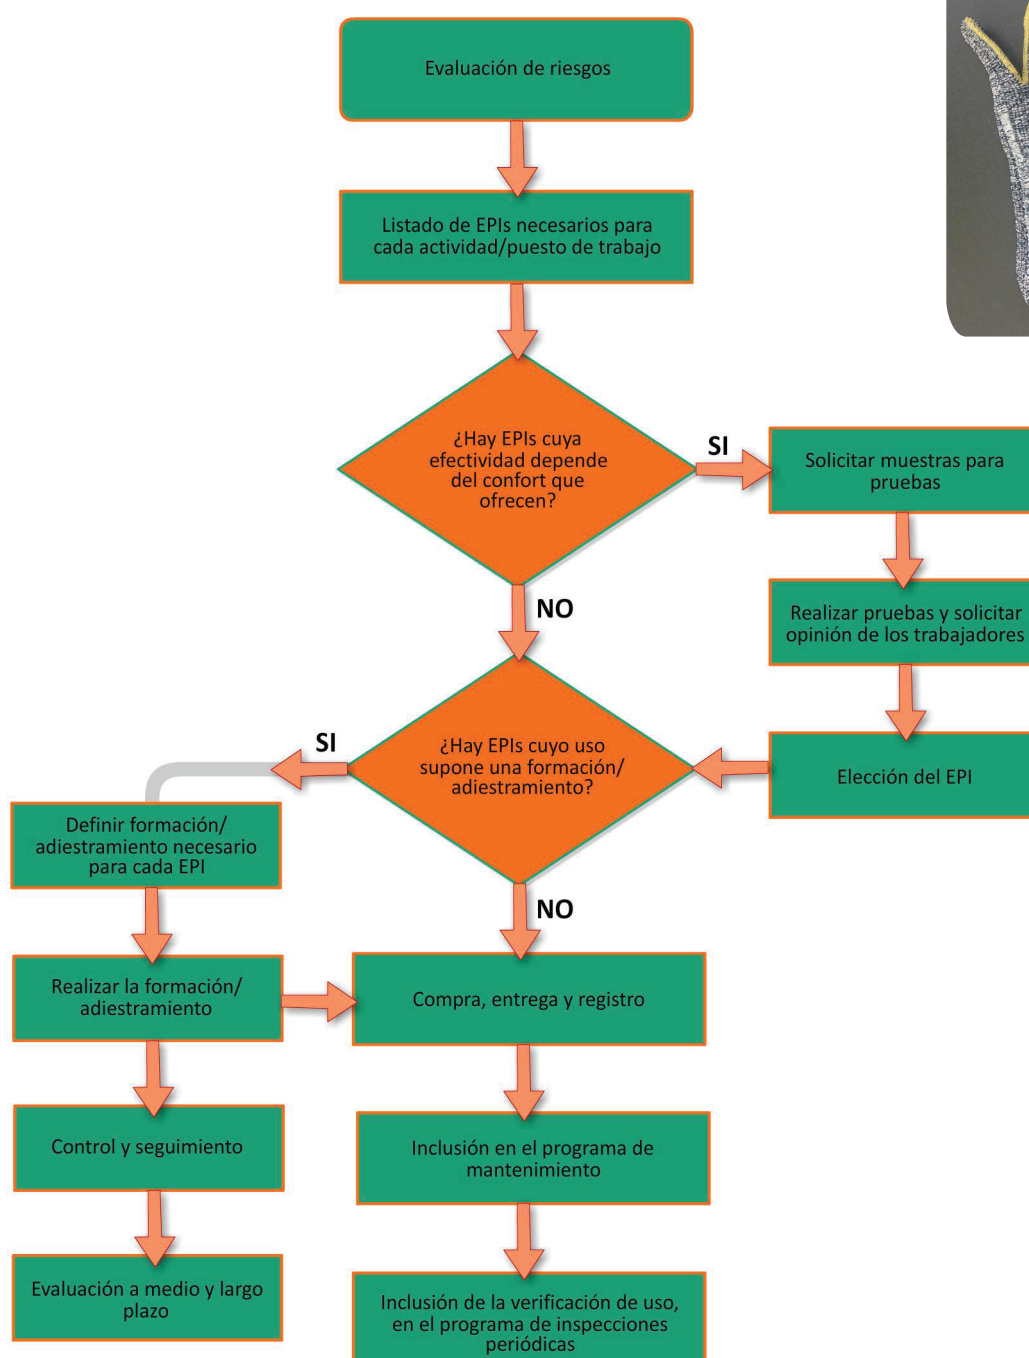 Evaluación de riesgos
Listado de EPIs necesarios para
cada actividad/puesto de trabajo
¿Hay EPIs cuya
efectividad depende
del confort que
ofrecen?
SI
Solicitar muestras para
pruebas
Realizar pruebas y solicitar
opinión de los trabajadores
Elección del EPI
NO
¿Hay EPIs cuyo uso
supone una formación/
adiestramiento?
SI
Definir formación/
adiestramiento necesario
para cada EPI
Realizar la formación/
adiestramiento
Control y seguimiento
Evaluación a medio y largo
plazo
NO
Compra, entrega y registro
Inclusión en el programa de
mantenimiento
Inclusión de la verificación de uso,
en el programa de inspecciones
periódicas